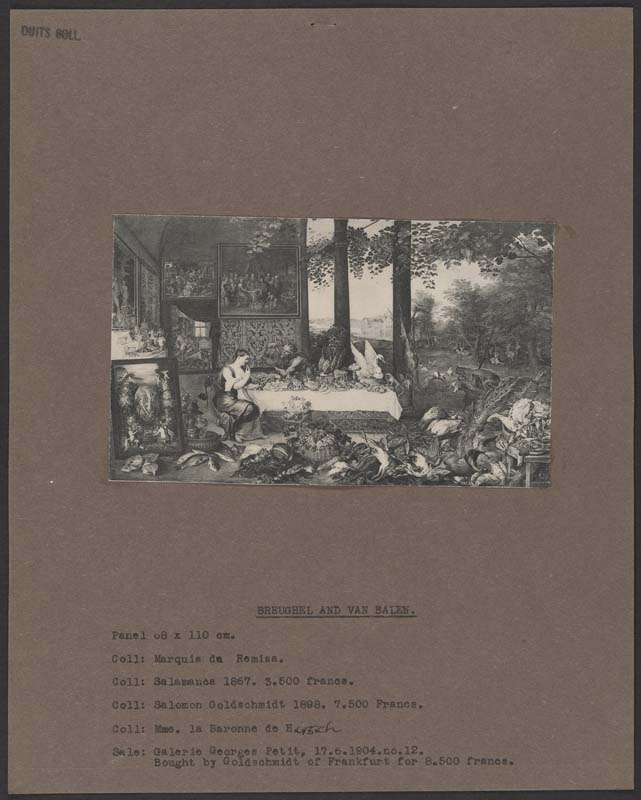 DUITS COLL.
BREUGHEL AND VAN BALEN.
Panel 68 x 110 cm.
Coll: Marquis de Remisa.
Coll: Salamanca 1867. 3.500 francs.
Coll: Salomon Goldschmidt 1898. 7.500 Francs.
Coll: Mme. la Baronne de Hirsch
Sale: Galerie Georges Petit, 17.6.1904.no.12.
Bought by Goldschmidt of Frankfurt for 8.500 francs.